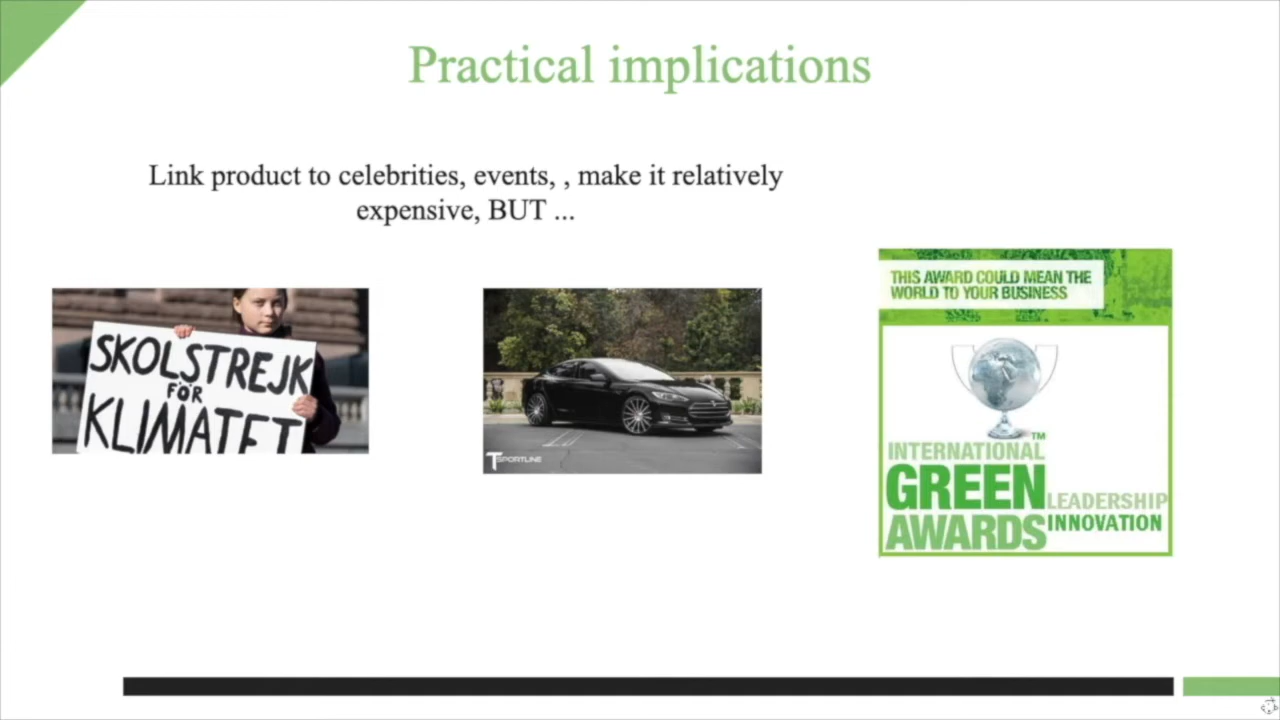 Practical implications
Link product to celebrities, events, , make it relatively
expensive, BUT ...
SKOLSTREJK
FÖR
KLIMATET
TSPORTLINE
THIS AWARD COULD MEAN THE
WORLD TO YOUR BUSINESS
INTERNATIONAL™
GREEN
LEADERSHIP
AWARDS
INNOVATION